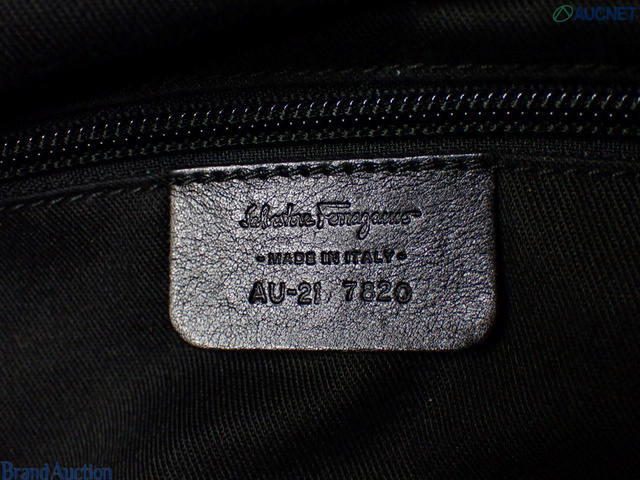 AUCNET
Salvatore Ferragamo
• MADE IN ITALY •
AU-21 7820
Brand Auction